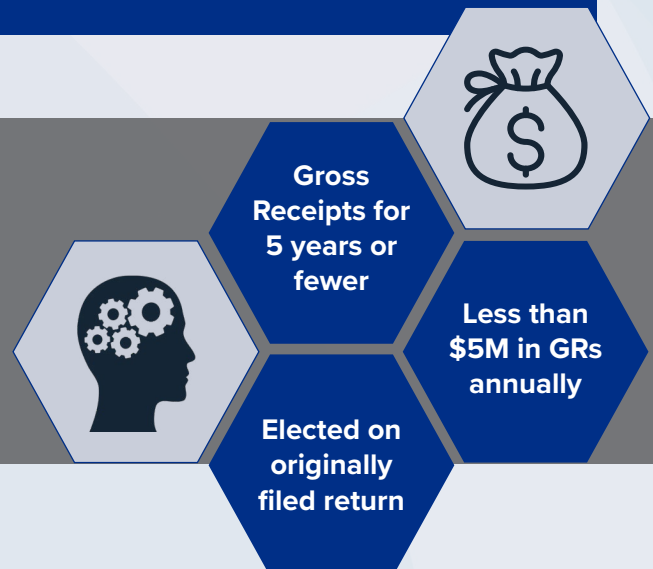 $
Gross
Receipts for
5 years or
fewer
Less than
$5M in GRs
annually
Elected on
originally
filed return